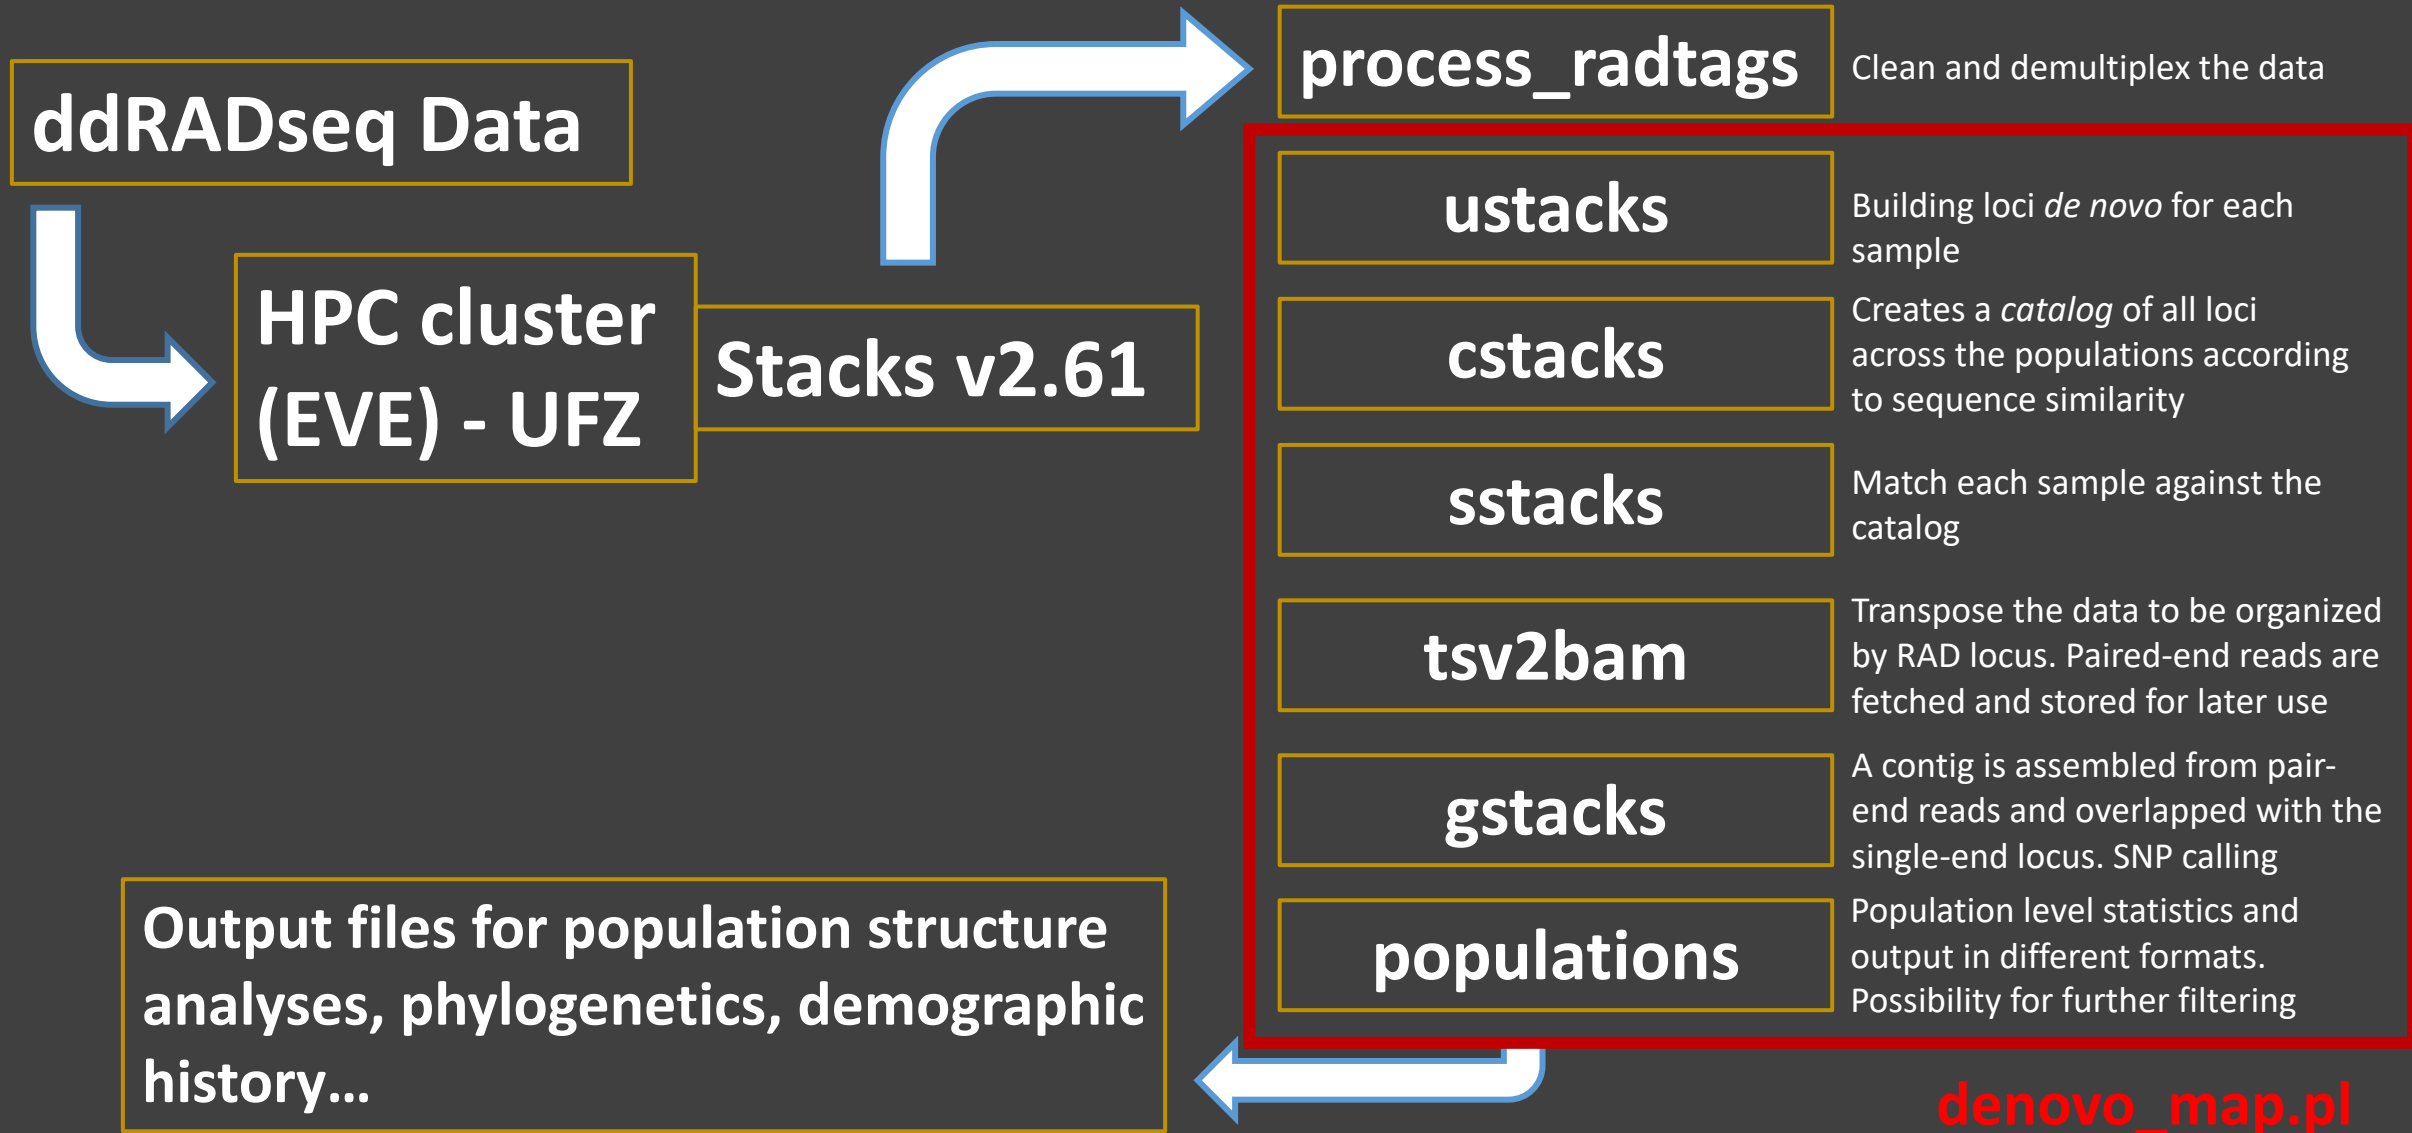 ddRADseq Data
HPC cluster
(EVE) - UFZ
Stacks v2.61
process_radtags
Clean and demultiplex the data
ustacks
Building loci de novo for each
sample
cstacks
Creates a catalog of all loci
across the populations according
to sequence similarity
sstacks
Match each sample against the
catalog
tsv2bam
Transpose the data to be organized
by RAD locus. Paired-end reads are
fetched and stored for later use
gstacks
A contig is assembled from pair-
end reads and overlapped with the
single-end locus. SNP calling
populations
Population level statistics and
output in different formats.
Possibility for further filtering
denovo_map.pl
Output files for population structure
analyses, phylogenetics, demographic
history…